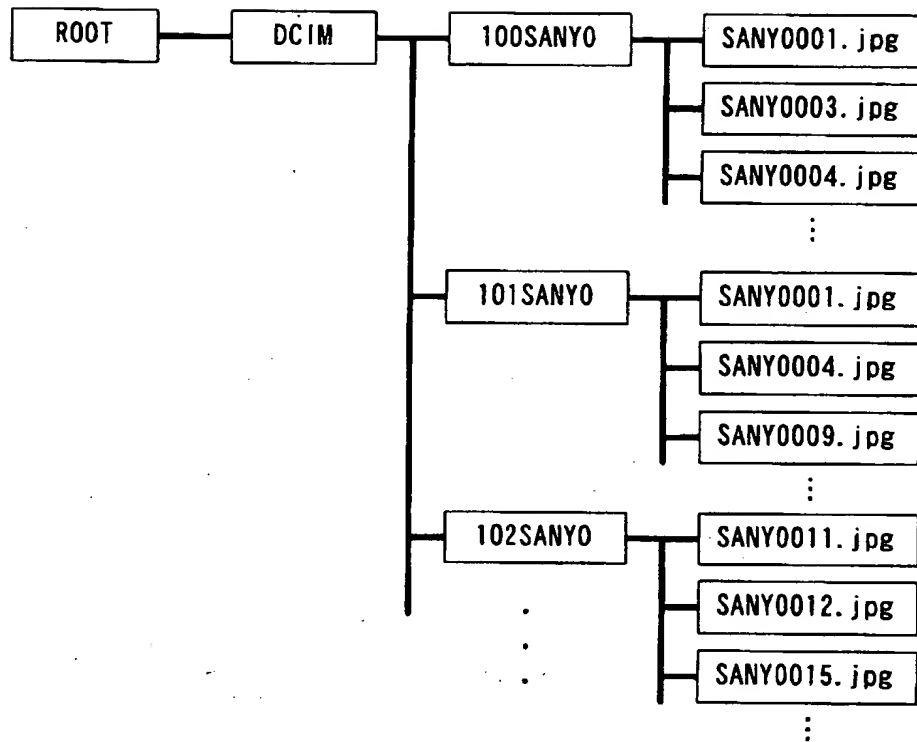 ROOT
DCIM
100SANYO
SANY0001.jpg
SANY0003.jpg
SANY0004.jpg
101SANYO
SANY0001.jpg
SANY0004.jpg
SANY0009.jpg
102SANYO
SANY0011.jpg
SANY0012.jpg
SANY0015.jpg